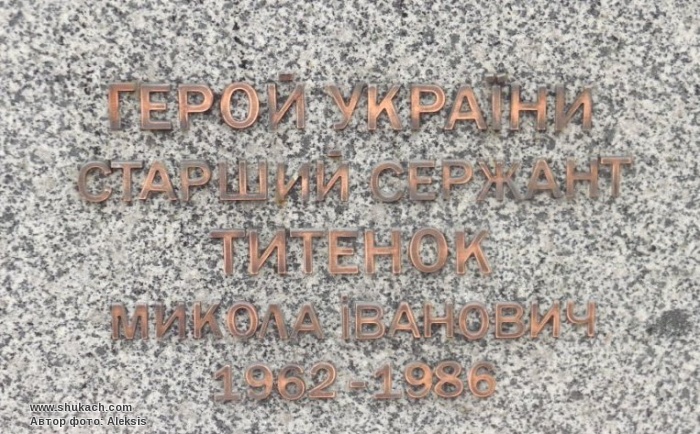 ГЕРОЙ УКРАЇНИ
СТАРШИЙ СЕРЖАНТ
ТИТЕНОК
МИКОЛА ІВАНОВИЧ
1962-1986
www.shukach.com
Автор фото: Aleksis